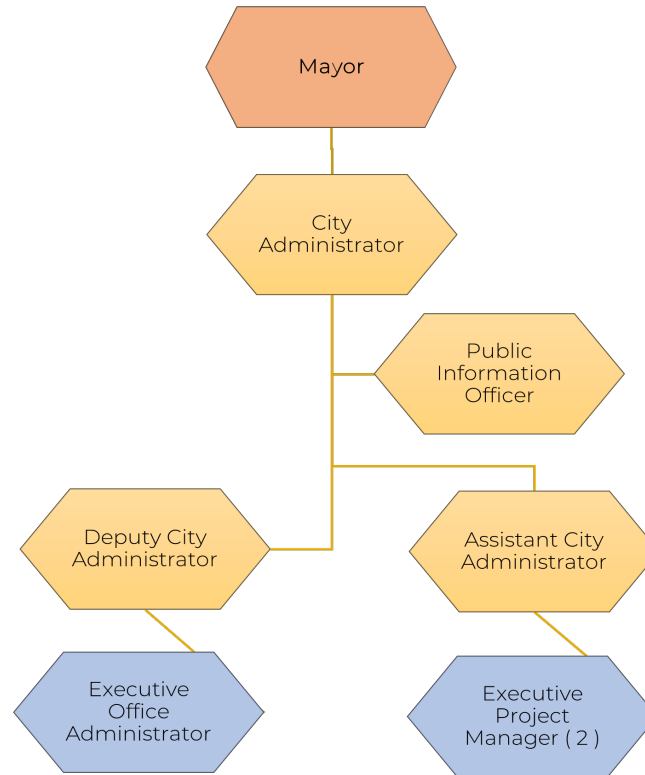 Mayor
City
Administrator
Public
Information
Officer
Deputy City
Administrator
Assistant City
Administrator
Executive
Office
Administrator
Executive
Project
Manager ( 2 )